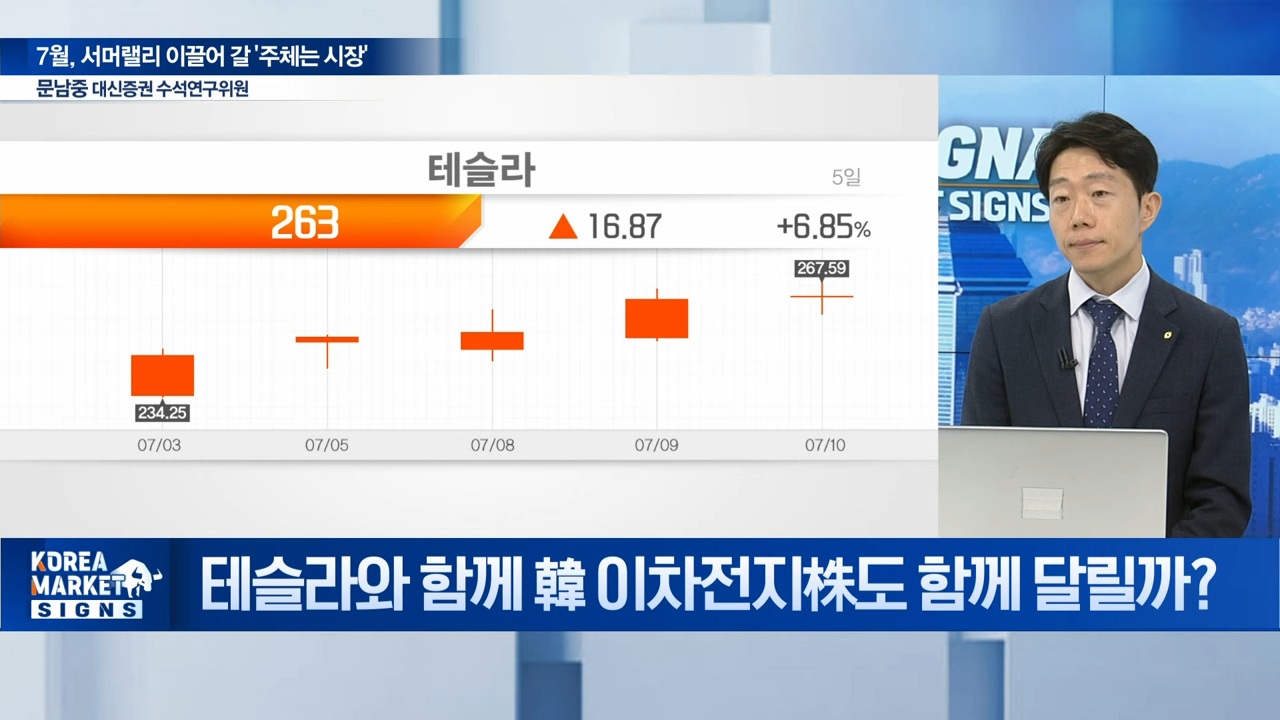 7월, 서머랠리 이끌어 갈 '주체는 시장'
문남중 대신증권 수석연구위원
테슬라
5일
263 ▲ 16.87 +6.85%
267.59
234.25
07/03 07/05 07/08 07/09 07/10
GNA
SIGNS
KOREA
MARKET
SIGNS
테슬라와 함께 韓 이차전지株도 함께 달릴까?